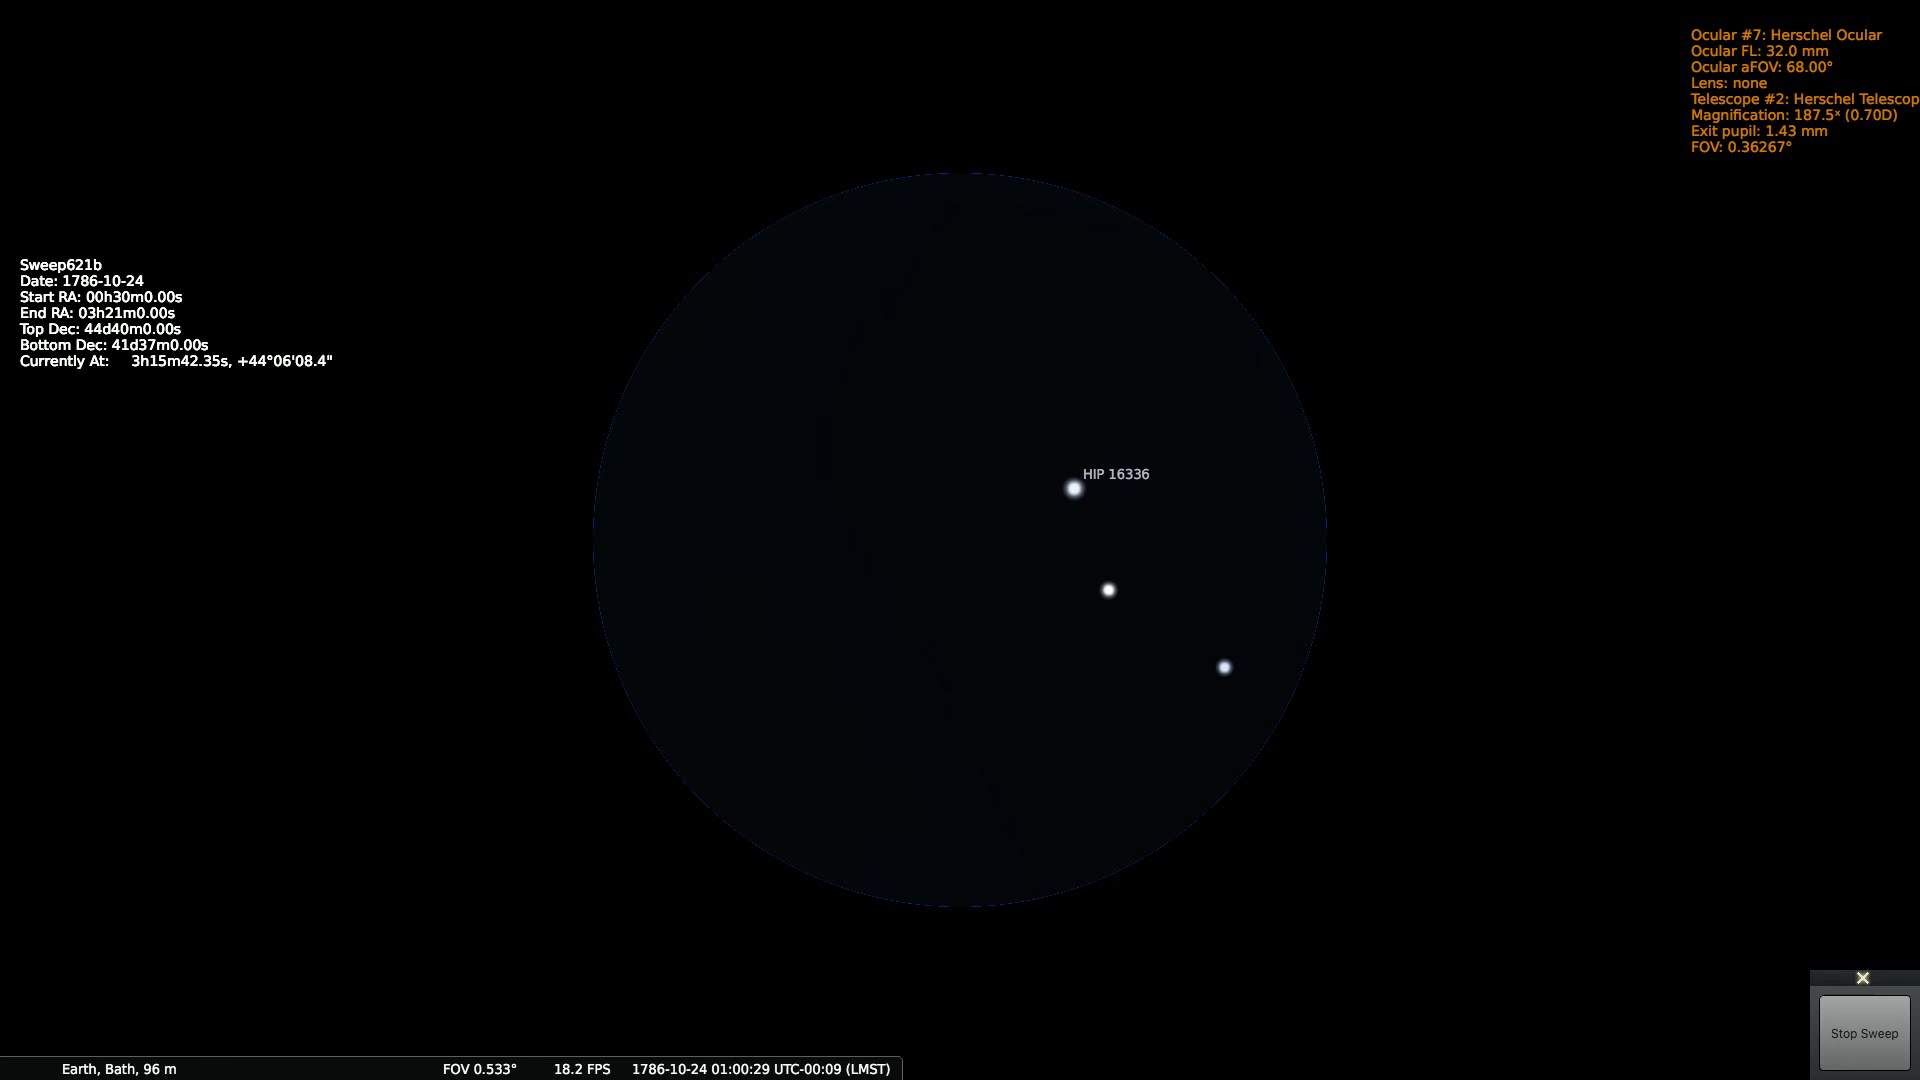 Ocular #7: Herschel Ocular
Ocular FL: 32.0 mm
Ocular aFOV: 68.00°
Lens: none
Telescope #2: Herschel Telescop
Magnification: 187.5ˣ (0.70D)
Exit pupil: 1.43 mm
FOV: 0.36267°
Sweep621b
Date: 1786-10-24
Start RA: 00h30m0.00s
End RA: 03h21m0.00s
Top Dec: 44d40m0.00s
Bottom Dec: 41d37m0.00s
Currently At: 3h15m42.35s, +44°06'08.4"
HIP 16336
Stop Sweep
Earth, Bath, 96 m FOV 0.533° 18.2 FPS 1786-10-24 01:00:29 UTC-00:09 (LMST)